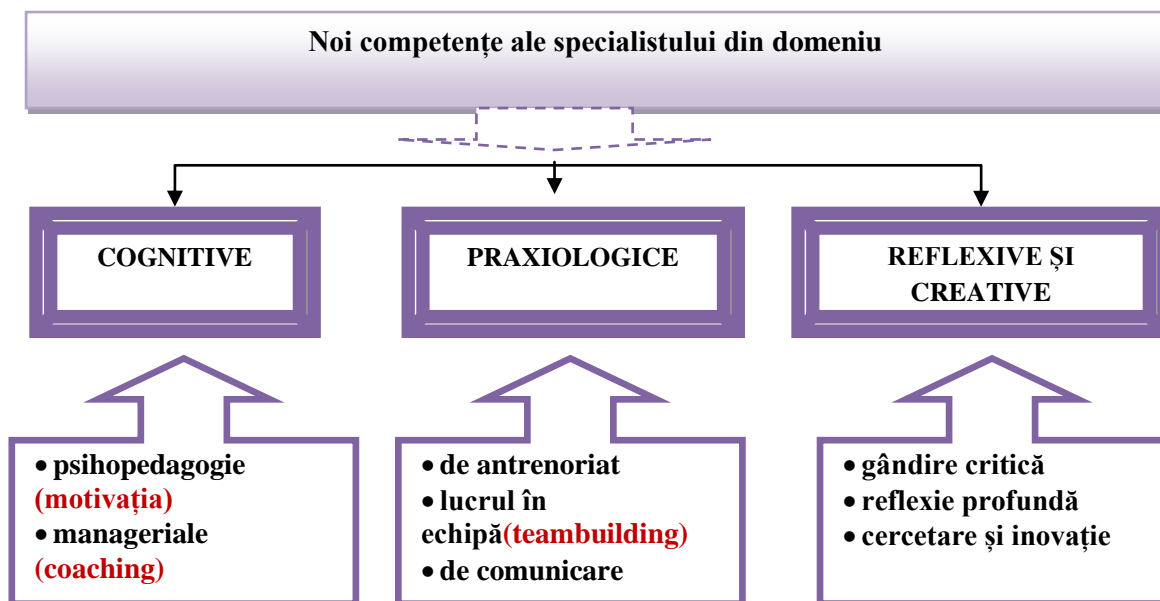 Noi competențe ale specialistului din domeniu
COGNITIVE
PRAXIOLOGICE
REFLEXIVE ȘI
CREATIVE
• psihopedagogie
(motivația)
• manageriale
(coaching)
• de antrenoriat
• lucrul în
echipă(teambuilding)
• de comunicare
• gândire critică
• reflexie profundă
• cercetare și inovație